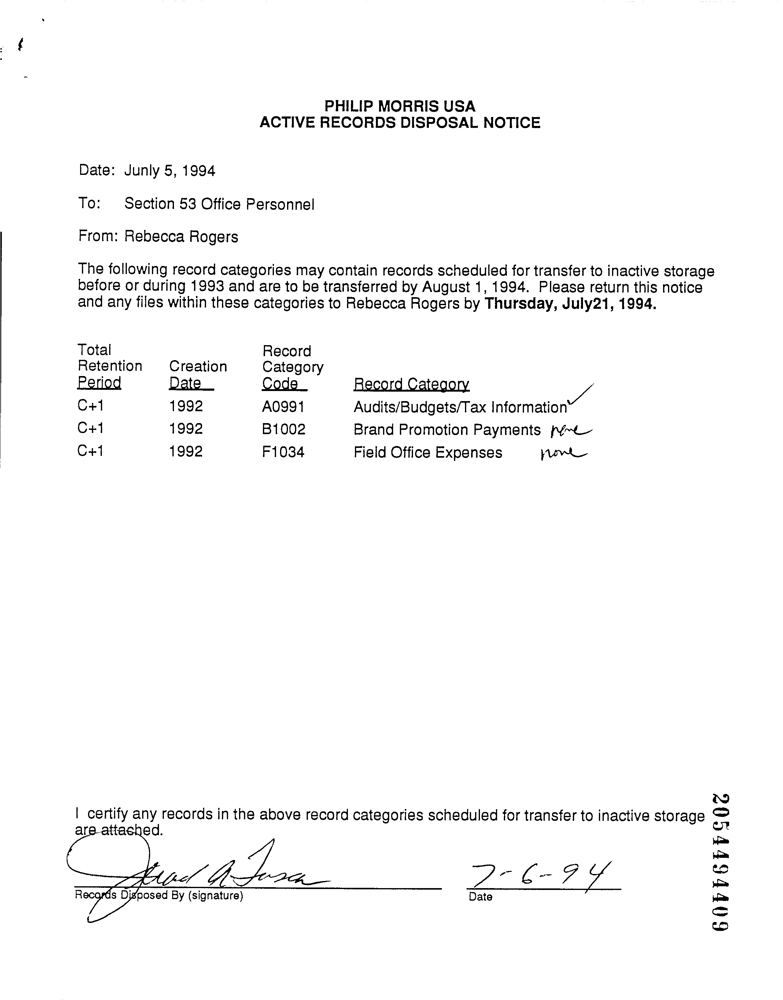 PHILIP MORRIS USA
ACTIVE RECORDS DISPOSAL NOTICE
Date: Junly 5, 1994
To: Section 53 Office Personnel
From: Rebecca Rogers
The following record categories may contain records scheduled for transfer to inactive storage
before or during 1993 and are to be transferred by August 1, 1994. Please return this notice
and any files within these categories to Rebecca Rogers by Thursday, July21, 1994.
Total Retention Period Creation Date Record Category Code Record Category
C+1 1992 A0991 Audits/Budgets/Tax Information ✓
C+1 1992 B1002 Brand Promotion Payments none
C+1 1992 F1034 Field Office Expenses none
I certify any records in the above record categories scheduled for transfer to inactive storage
are attached.
7-6-94
Records Disposed By (signature) Date
2054494409